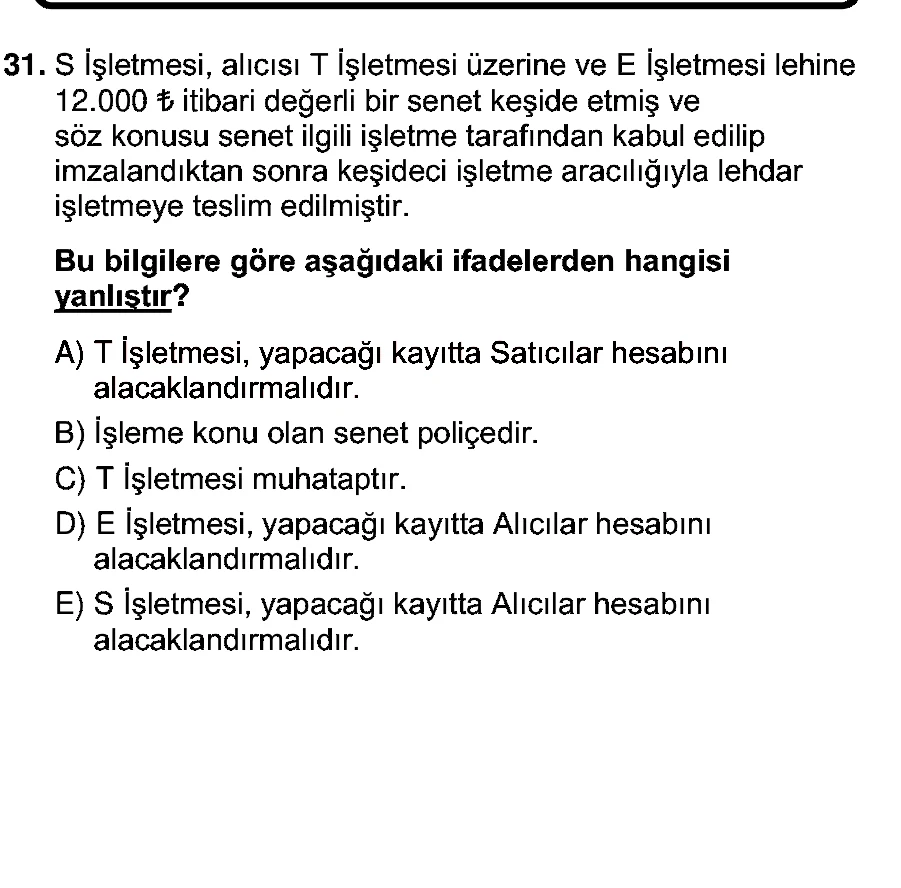 31. S İşletmesi, alıcısı T İşletmesi üzerine ve E İşletmesi lehine
12.000 ₺ itibari değerli bir senet keşide etmiş ve
söz konusu senet ilgili işletme tarafından kabul edilip
imzalandıktan sonra keşideci işletme aracılığıyla lehdar
işletmeye teslim edilmiştir.
Bu bilgilere göre aşağıdaki ifadelerden hangisi
yanlıştır?
A) T İşletmesi, yapacağı kayıtta Satıcılar hesabını
alacaklandırmalıdır.
B) İşleme konu olan senet poliçedir.
C) T İşletmesi muhataptır.
D) E İşletmesi, yapacağı kayıtta Alıcılar hesabını
alacaklandırmalıdır.
E) S İşletmesi, yapacağı kayıtta Alıcılar hesabını
alacaklandırmalıdır.